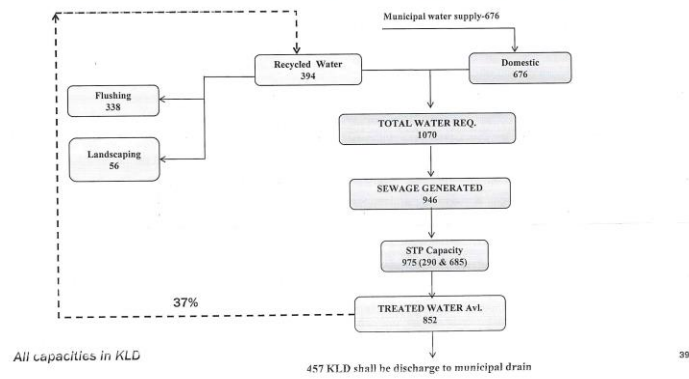 Municipal water supply-676
Recycled Water
394
Domestic
676
Flushing
338
TOTAL WATER REQ.
1070
Landscaping
56
SEWAGE GENERATED
946
STP Capacity
975 (290 & 685)
37%
TREATED WATER Avl.
852
All capacities in KLD
457 KLD shall be discharge to municipal drain
39